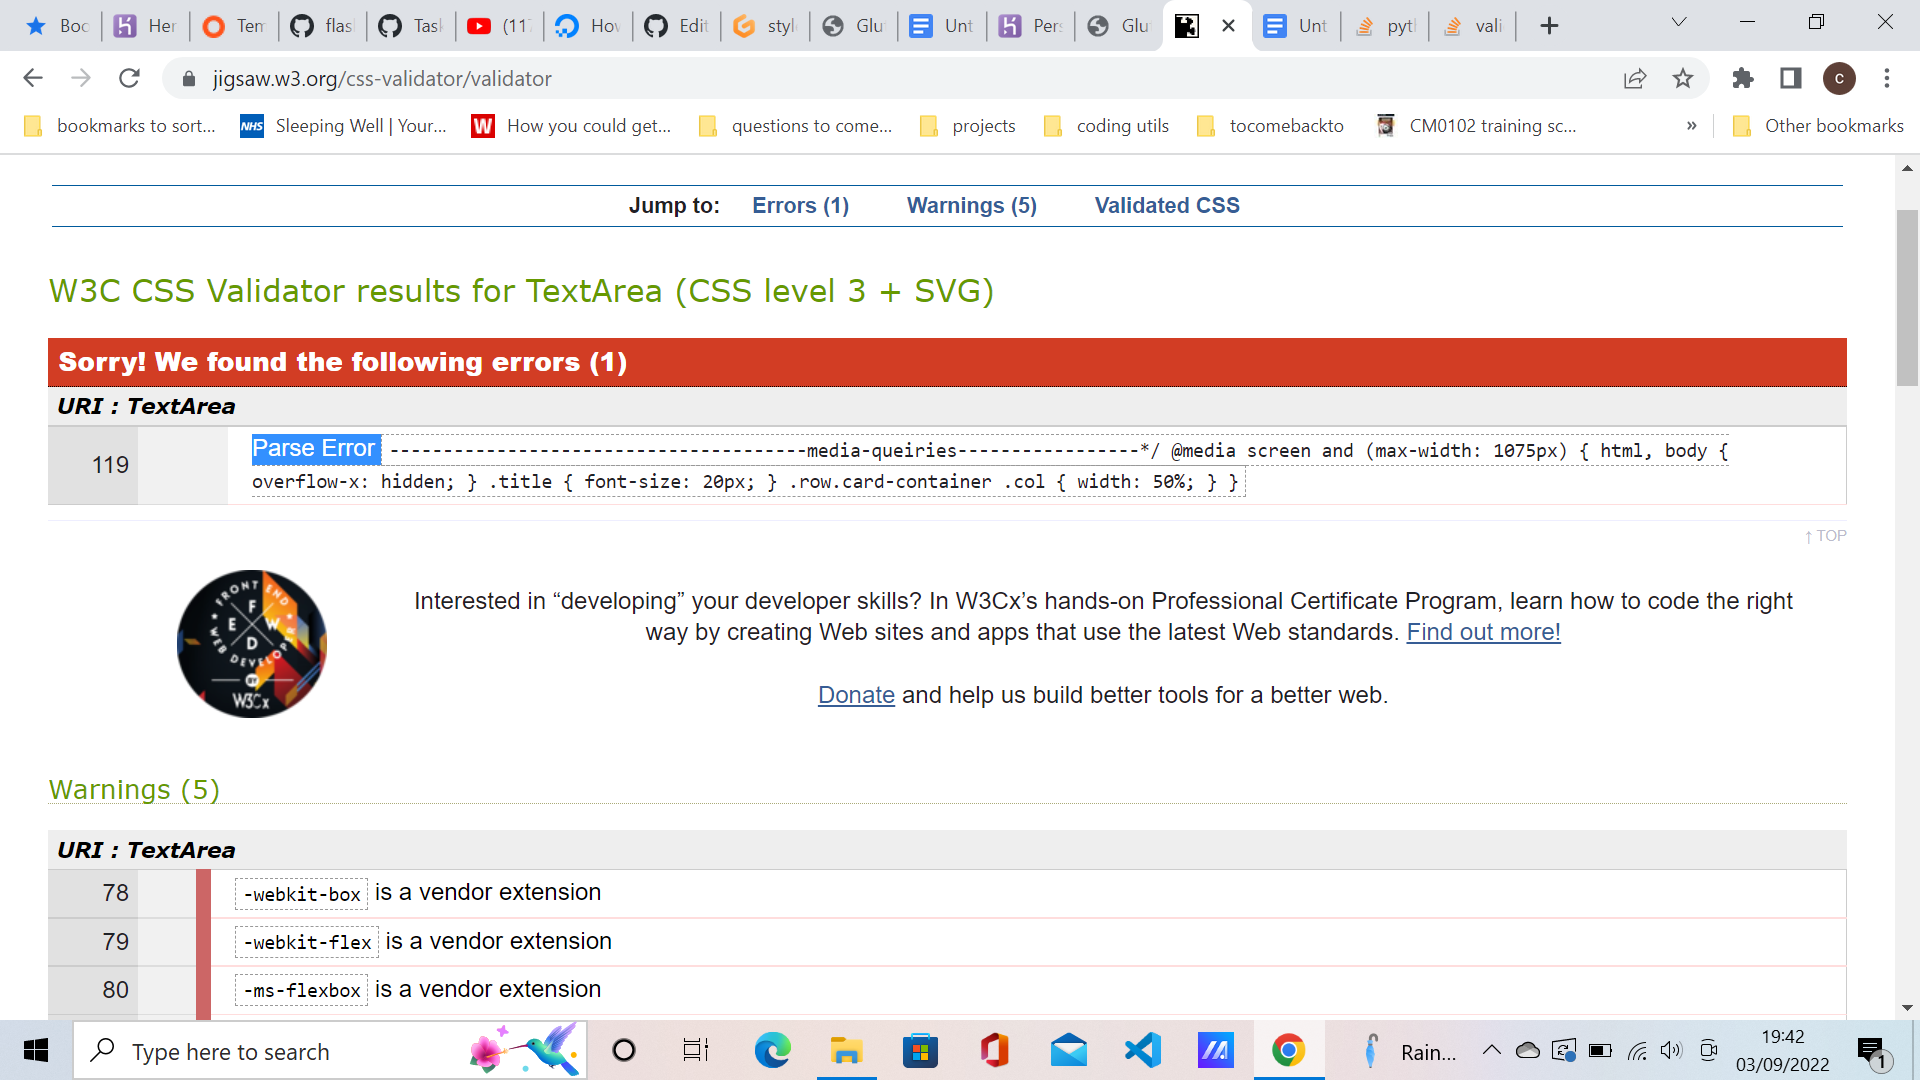 Boo
Her
Tem
flas
Task
(117
How
Edit
style
Glu
Unt
Pers
Glu
Unt
pyth
vali
jigsaw.w3.org/css-validator/validator
c
bookmarks to sort...
NHS
Sleeping Well | Your...
W
How you could get...
questions to come...
projects
coding utils
tocomebackto
CM0102 training sc...
»
Other bookmarks
Jump to: Errors (1) Warnings (5) Validated CSS
W3C CSS Validator results for TextArea (CSS level 3 + SVG)
Sorry! We found the following errors (1)
URI : TextArea
119 Parse Error ---------------------------------------media-queiries-----------------*/ @media screen and (max-width: 1075px) { html, body {
overflow-x: hidden; } .title { font-size: 20px; } .row.card-container .col { width: 50%; } }
↑ TOP
FRONT END
F
E W
D
WEB DEVELOPER
BY
W3Cx
Interested in “developing” your developer skills? In W3Cx’s hands-on Professional Certificate Program, learn how to code the right
way by creating Web sites and apps that use the latest Web standards. Find out more!
Donate and help us build better tools for a better web.
Warnings (5)
URI : TextArea
78 -webkit-box is a vendor extension
79 -webkit-flex is a vendor extension
80 -ms-flexbox is a vendor extension
Type here to search
Rain...
19:42
03/09/2022
1